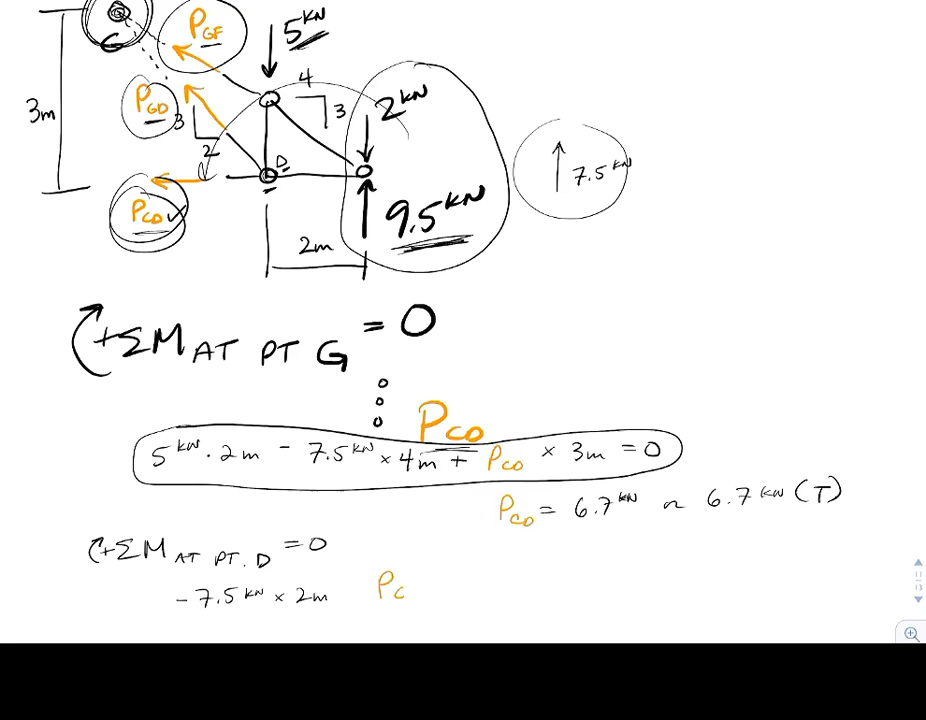 P_GF
5 kN
3m
C
P_GD
3
2
4
3
2 kN
D
P_CD ✓
9.5 kN
7.5 kN
2m
+ΣM AT PT G = 0
P_CD
5 kN · 2m - 7.5 kN × 4m + P_CD × 3m = 0
P_CD = 6.7 kN ~ 6.7 kN (T)
+ΣM AT PT. D = 0
- 7.5 kN × 2m P_C